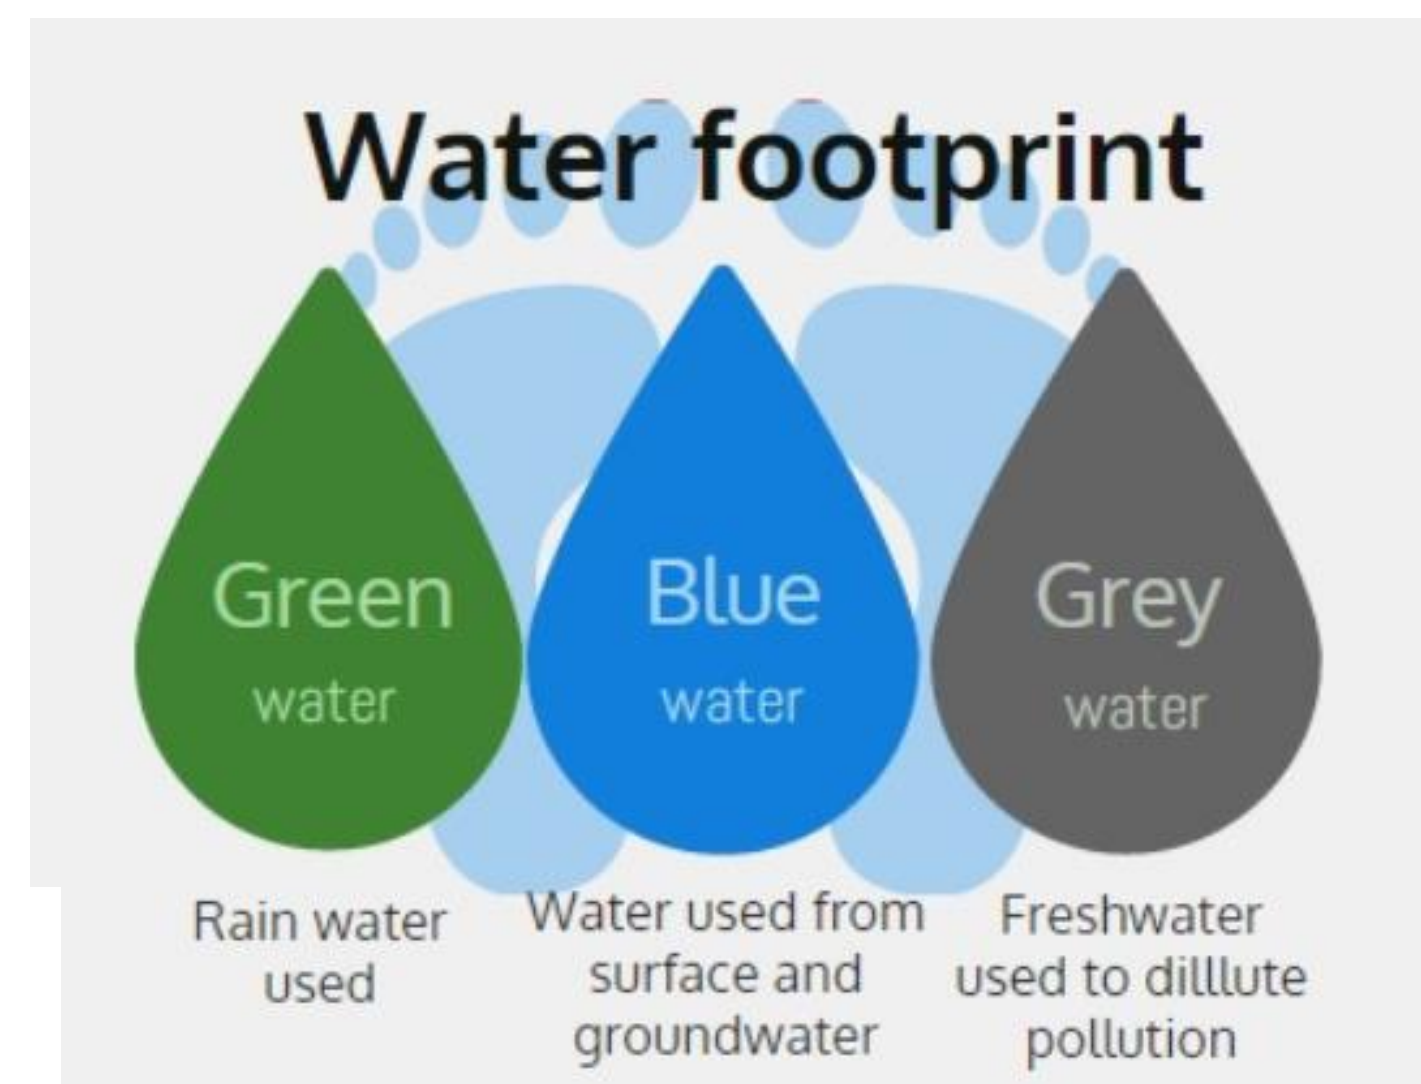 Water footprint
Green
water
Blue
water
Grey
water
Rain water
used
Water used from
surface and
groundwater
Freshwater
used to dilllute
pollution